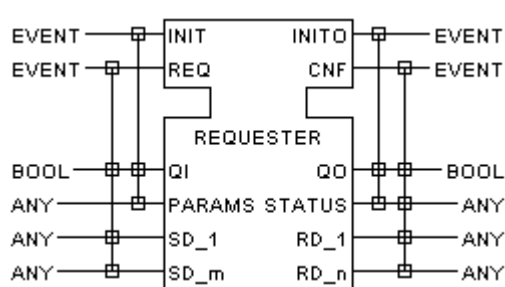 EVENT INIT INITO EVENT
EVENT REQ CNF EVENT
REQUESTER
BOOL QI QO BOOL
ANY PARAMS STATUS ANY
ANY SD_1 RD_1 ANY
ANY SD_m RD_n ANY